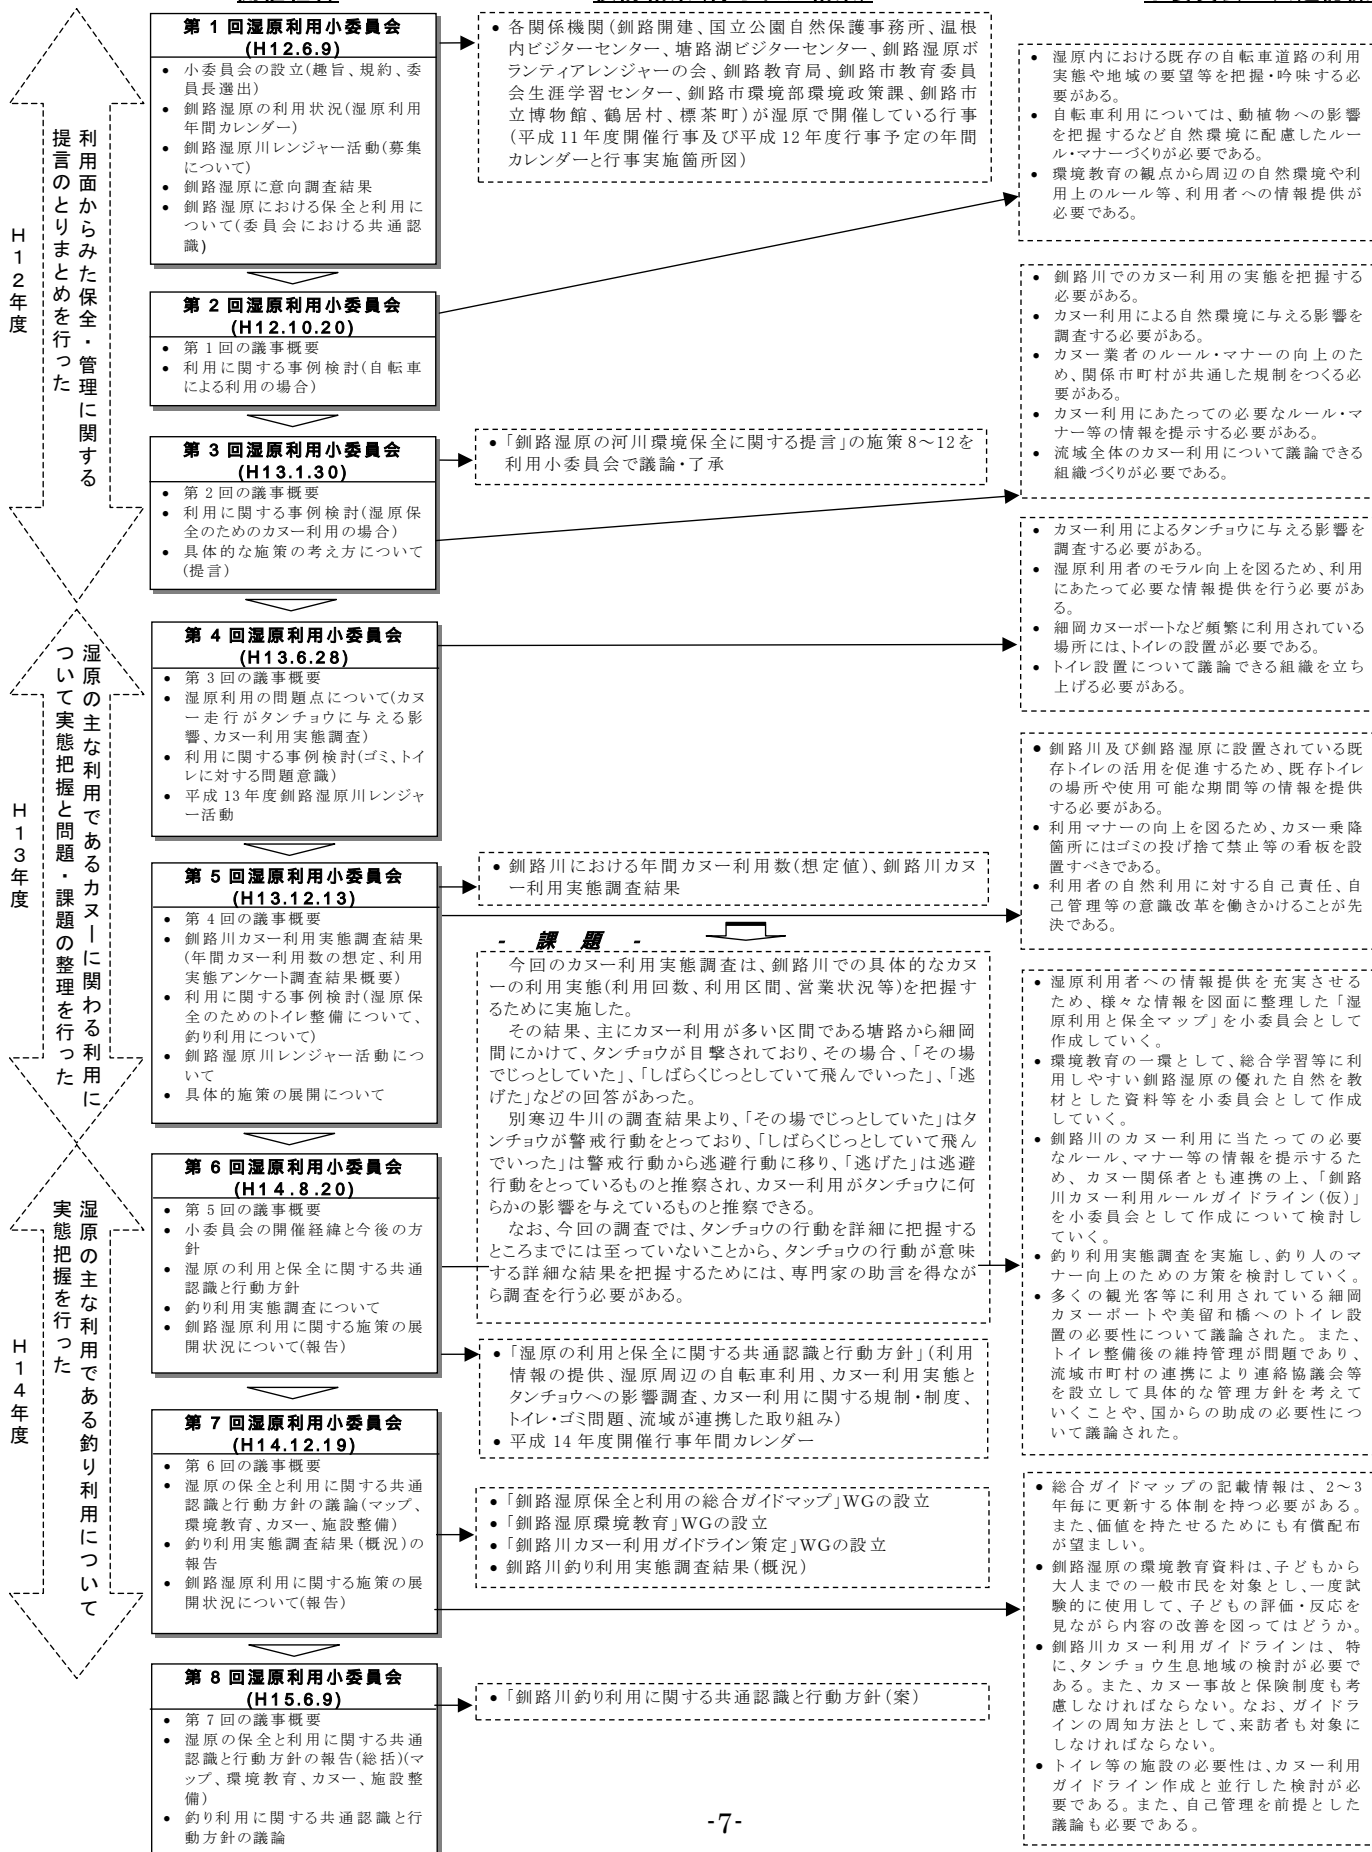 第 1 回湿原利用小委員会
(H12.6.9)
• 小委員会の設立(趣旨、規約、委
員長選出)
• 釧路湿原の利用状況(湿原利用
年間カレンダー)
• 釧路湿原川レンジャー活動(募集
について)
• 釧路湿原に意向調査結果
• 釧路湿原における保全と利用に
ついて(委員会における共通認
識)
第 2 回湿原利用小委員会
(H12.10.20)
• 第 1 回の議事概要
• 利用に関する事例検討(自転車
による利用の場合)
第 3 回湿原利用小委員会
(H13.1.30)
• 第 2 回の議事概要
• 利用に関する事例検討(湿原保
全のためのカヌー利用の場合)
• 具体的な施策の考え方について
(提言)
第 4 回湿原利用小委員会
(H13.6.28)
• 第 3 回の議事概要
• 湿原利用の問題点について(カヌ
ー走行がタンチョウに与える影
響、カヌー利用実態調査)
• 利用に関する事例検討(ゴミ、トイ
レに対する問題意識)
• 平成 13 年度釧路湿原川レンジャ
ー活動
第 5 回湿原利用小委員会
(H13.12.13)
• 第 4 回の議事概要
• 釧路川カヌー利用実態調査結果
(年間カヌー利用数の想定、利用
実態アンケート調査結果概要)
• 利用に関する事例検討(湿原保
全のためのトイレ整備について、
釣り利用について)
• 釧路湿原川レンジャー活動につ
いて
• 具体的施策の展開について
第 6 回湿原利用小委員会
(H14.8.20)
• 第 5 回の議事概要
• 小委員会の開催経緯と今後の方
針
• 湿原の利用と保全に関する共通
認識と行動方針
• 釣り利用実態調査について
• 釧路湿原利用に関する施策の展
開状況について(報告)
第 7 回湿原利用小委員会
(H14.12.19)
• 第 6 回の議事概要
• 湿原の保全と利用に関する共通
認識と行動方針の議論(マップ、
環境教育、カヌー、施設整備)
• 釣り利用実態調査結果(概況)の
報告
• 釧路湿原利用に関する施策の展
開状況について(報告)
第 8 回湿原利用小委員会
(H15.6.9)
• 第 7 回の議事概要
• 湿原の保全と利用に関する共通
認識と行動方針の報告(総括)(マ
ップ、環境教育、カヌー、施設整
備)
• 釣り利用に関する共通認識と行
動方針の議論
H12年度
利用面からみた保全・管理に関する
提言のとりまとめを行った
H13年度
湿原の主な利用であるカヌーに関わる利用に
ついて実態把握と問題・課題の整理を行った
H14年度
湿原の主な利用である釣り利用について
実態把握を行った
• 各関係機関(釧路開建、国立公園自然保護事務所、温根
内ビジターセンター、塘路湖ビジターセンター、釧路湿原ボ
ランティアレンジャーの会、釧路教育局、釧路市教育委員
会生涯学習センター、釧路市環境部環境政策課、釧路市
立博物館、鶴居村、標茶町)が湿原で開催している行事
(平成 11 年度開催行事及び平成 12 年度行事予定の年間
カレンダーと行事実施箇所図)
• 「釧路湿原の河川環境保全に関する提言」の施策 8～12 を
利用小委員会で議論・了承
• 釧路川における年間カヌー利用数(想定値)、釧路川カヌ
ー利用実態調査結果
- 課 題 -
今回のカヌー利用実態調査は、釧路川での具体的なカヌ
ーの利用実態(利用回数、利用区間、営業状況等)を把握す
るために実施した。
その結果、主にカヌー利用が多い区間である塘路から細岡
間にかけて、タンチョウが目撃されており、その場合、「その場
でじっとしていた」、「しばらくじっとしていて飛んでいった」、「逃
げた」などの回答があった。
別寒辺牛川の調査結果より、「その場でじっとしていた」はタ
ンチョウが警戒行動をとっており、「しばらくじっとしていて飛ん
でいった」は警戒行動から逃避行動に移り、「逃げた」は逃避
行動をとっているものと推察され、カヌー利用がタンチョウに何
らかの影響を与えているものと推察できる。
なお、今回の調査では、タンチョウの行動を詳細に把握する
ところまでには至っていないことから、タンチョウの行動が意味
する詳細な結果を把握するためには、専門家の助言を得なが
ら調査を行う必要がある。
• 「湿原の利用と保全に関する共通認識と行動方針」(利用
情報の提供、湿原周辺の自転車利用、カヌー利用実態と
タンチョウへの影響調査、カヌー利用に関する規制・制度、
トイレ・ゴミ問題、流域が連携した取り組み)
• 平成 14 年度開催行事年間カレンダー
• 「釧路湿原保全と利用の総合ガイドマップ」WGの設立
• 「釧路湿原環境教育」WGの設立
• 「釧路川カヌー利用ガイドライン策定」WGの設立
• 釧路川釣り利用実態調査結果(概況)
• 「釧路川釣り利用に関する共通認識と行動方針(案)
• 湿原内における既存の自転車道路の利用
実態や地域の要望等を把握・吟味する必
要がある。
• 自転車利用については、動植物への影響
を把握するなど自然環境に配慮したルー
ル・マナーづくりが必要である。
• 環境教育の観点から周辺の自然環境や利
用上のルール等、利用者への情報提供が
必要である。
• 釧路川でのカヌー利用の実態を把握する
必要がある。
• カヌー利用による自然環境に与える影響を
調査する必要がある。
• カヌー業者のルール・マナーの向上のた
め、関係市町村が共通した規制をつくる必
要がある。
• カヌー利用にあたっての必要なルール・マ
ナー等の情報を提示する必要がある。
• 流域全体のカヌー利用について議論できる
組織づくりが必要である。
• カヌー利用によるタンチョウに与える影響を
調査する必要がある。
• 湿原利用者のモラル向上を図るため、利用
にあたって必要な情報提供を行う必要があ
る。
• 細岡カヌーポートなど頻繁に利用されている
場所には、トイレの設置が必要である。
• トイレ設置について議論できる組織を立ち
上げる必要がある。
• 釧路川及び釧路湿原に設置されている既
存トイレの活用を促進するため、既存トイレ
の場所や使用可能な期間等の情報を提供
する必要がある。
• 利用マナーの向上を図るため、カヌー乗降
箇所にはゴミの投げ捨て禁止等の看板を設
置すべきである。
• 利用者の自然利用に対する自己責任、自
己管理等の意識改革を働きかけることが先
決である。
• 湿原利用者への情報提供を充実させる
ため、様々な情報を図面に整理した「湿
原利用と保全マップ」を小委員会として
作成していく。
• 環境教育の一環として、総合学習等に利
用しやすい釧路湿原の優れた自然を教
材とした資料等を小委員会として作成
していく。
• 釧路川のカヌー利用に当たっての必要
なルール、マナー等の情報を提示するた
め、カヌー関係者とも連携の上、「釧路
川カヌー利用ルールガイドライン(仮)」
を小委員会として作成について検討し
ていく。
• 釣り利用実態調査を実施し、釣り人のマ
ナー向上のための方策を検討していく。
• 多くの観光客等に利用されている細岡
カヌーポートや美留和橋へのトイレ設
置の必要性について議論された。また、
トイレ整備後の維持管理が問題であり、
流域市町村の連携により連絡協議会等
を設立して具体的な管理方針を考えて
いくことや、国からの助成の必要性につ
いて議論された。
• 総合ガイドマップの記載情報は、2～3
年毎に更新する体制を持つ必要がある。
また、価値を持たせるためにも有償配布
が望ましい。
• 釧路湿原の環境教育資料は、子どもから
大人までの一般市民を対象とし、一度試
験的に使用して、子どもの評価・反応を
見ながら内容の改善を図ってはどうか。
• 釧路川カヌー利用ガイドラインは、特
に、タンチョウ生息地域の検討が必要で
ある。また、カヌー事故と保険制度も考
慮しなければならない。なお、ガイドラ
インの周知方法として、来訪者も対象に
しなければならない。
• トイレ等の施設の必要性は、カヌー利用
ガイドライン作成と並行した検討が必
要である。また、自己管理を前提とした
議論も必要である。
-7-